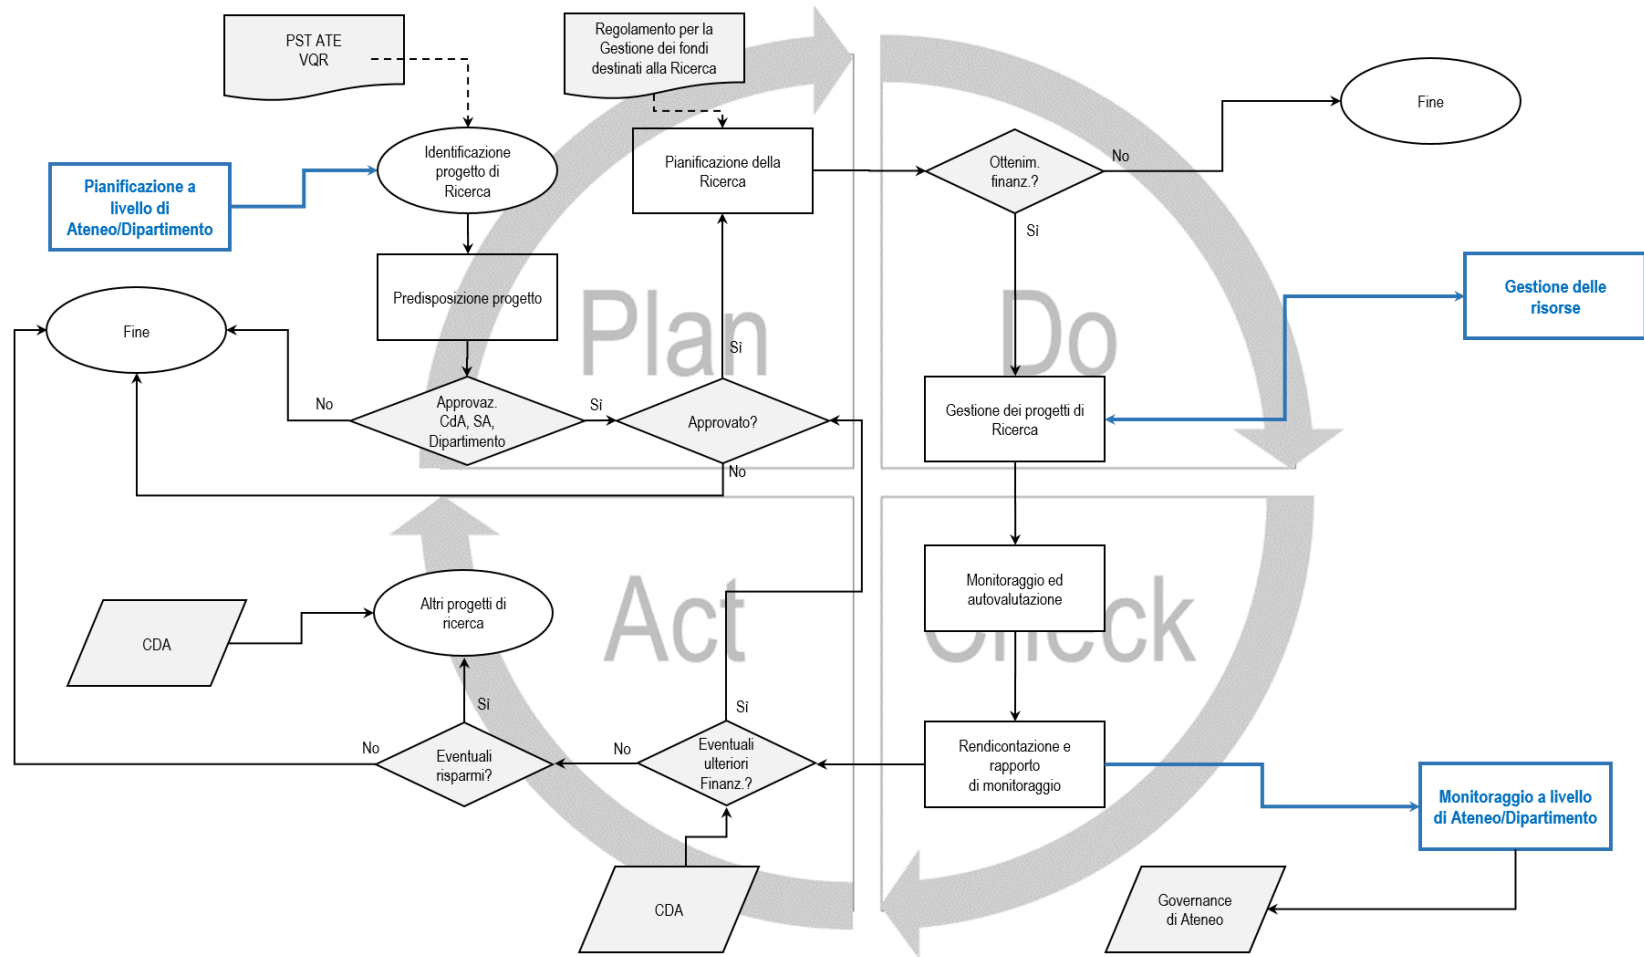 PST ATE
VQR
Regolamento per la
Gestione dei fondi
destinati alla Ricerca
Fine
Identificazione
progetto di
Ricerca
Pianificazione della
Ricerca
Ottenim.
finanz.?
No
Pianificazione a
livello di
Ateneo/Dipartimento
Sì
Predisposizione progetto
Gestione delle
risorse
Plan
Do
Fine
Sì
No
Approvaz.
CdA, SA,
Dipartimento
Sì
Approvato?
Gestione dei progetti di
Ricerca
No
Monitoraggio ed
autovalutazione
Altri progetti di
ricerca
Act
Check
CDA
Sì
Sì
No
Eventuali
risparmi?
No
Eventuali
ulteriori
Finanz.?
Rendicontazione e
rapporto
di monitoraggio
Monitoraggio a livello
di Ateneo/Dipartimento
CDA
Governance
di Ateneo